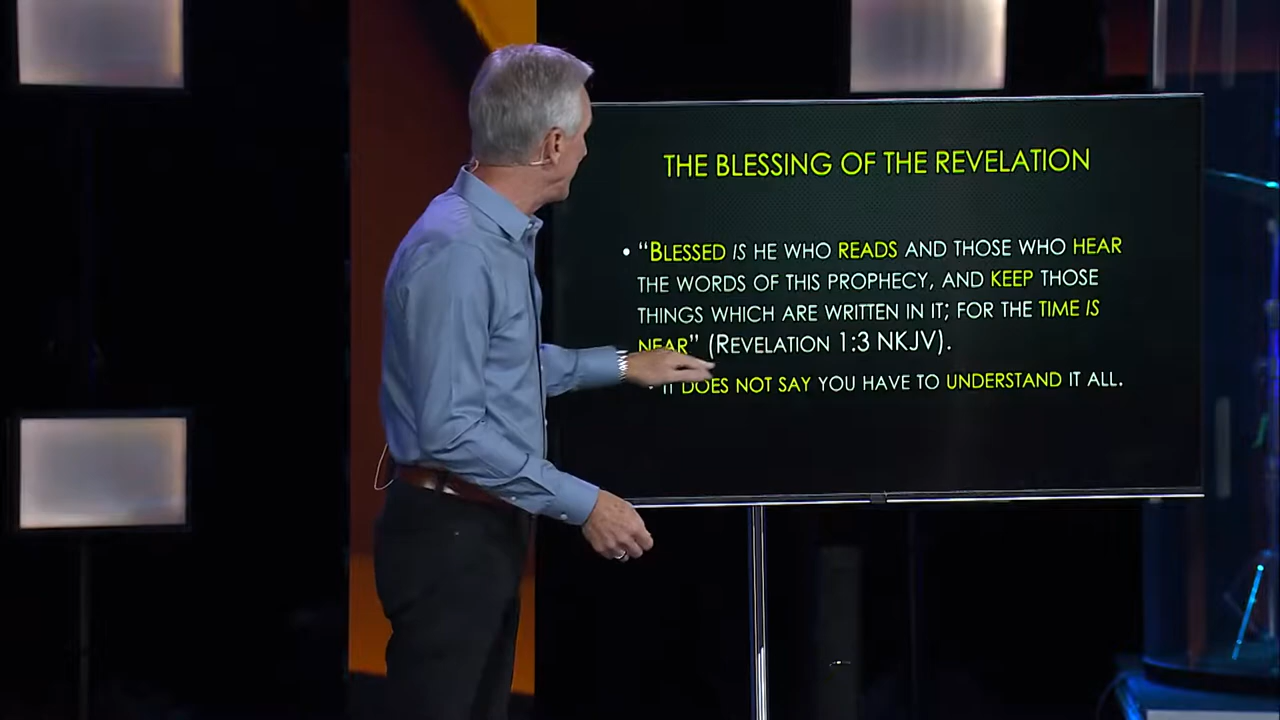 THE BLESSING OF THE REVELATION
• “BLESSED IS HE WHO READS AND THOSE WHO HEAR
THE WORDS OF THIS PROPHECY, AND KEEP THOSE
THINGS WHICH ARE WRITTEN IN IT; FOR THE TIME IS
NEAR” (REVELATION 1:3 NKJV).
• IT DOES NOT SAY YOU HAVE TO UNDERSTAND IT ALL.